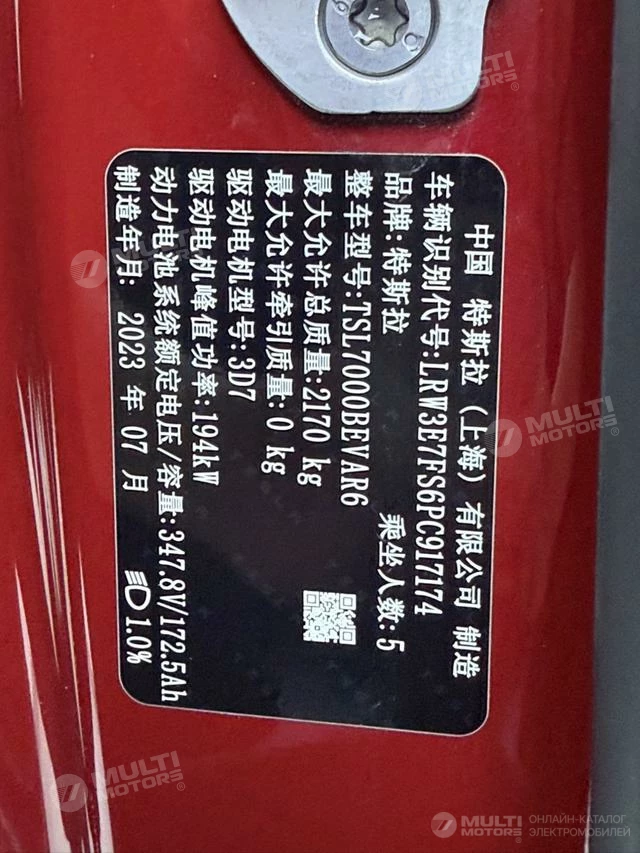 中国 特斯拉（上海）有限公司 制造
车辆识别代号:LRW3E7FS6PC917174
品牌:特斯拉 乘坐人数:5
整车型号:TSL7000BEVAR6
最大允许总质量:2170 kg
最大允许牵引质量:0 kg
驱动电机型号:3D7
驱动电机峰值功率:194kW
动力电池系统额定电压/容量:347.8V/172.5Ah
制造年月: 2023 年 07 月 1.0%
MULTI MOTORS
MULTI MOTORS
MULTI MOTORS
MULTI MOTORS
MULTI MOTORS
ОНЛАЙН-КАТАЛОГ
ЭЛЕКТРОМОБИЛЕЙ